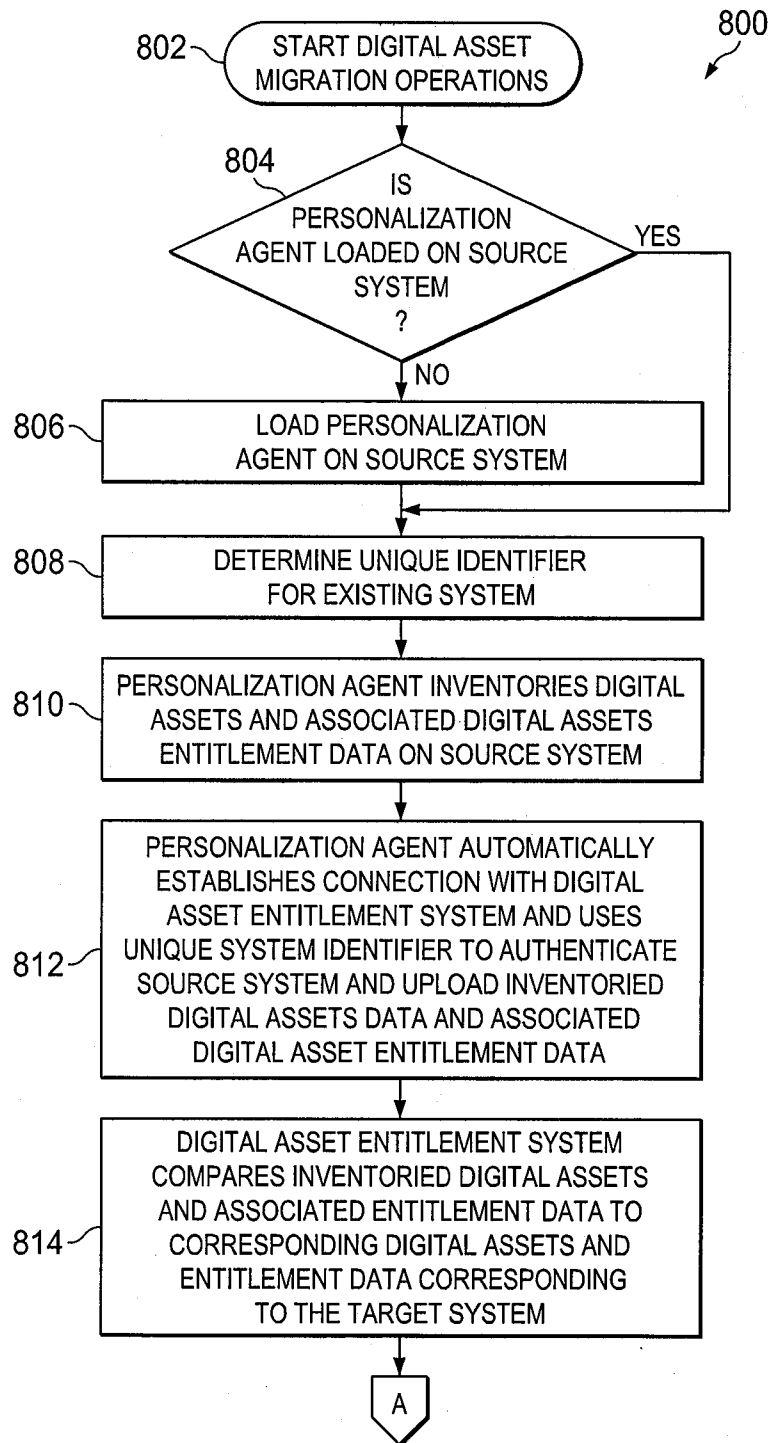 800
802
START DIGITAL ASSET
MIGRATION OPERATIONS
804
IS
PERSONALIZATION
AGENT LOADED ON SOURCE
SYSTEM
?
YES
NO
806
LOAD PERSONALIZATION
AGENT ON SOURCE SYSTEM
808
DETERMINE UNIQUE IDENTIFIER
FOR EXISTING SYSTEM
810
PERSONALIZATION AGENT INVENTORIES DIGITAL
ASSETS AND ASSOCIATED DIGITAL ASSETS
ENTITLEMENT DATA ON SOURCE SYSTEM
812
PERSONALIZATION AGENT AUTOMATICALLY
ESTABLISHES CONNECTION WITH DIGITAL
ASSET ENTITLEMENT SYSTEM AND USES
UNIQUE SYSTEM IDENTIFIER TO AUTHENTICATE
SOURCE SYSTEM AND UPLOAD INVENTORIED
DIGITAL ASSETS DATA AND ASSOCIATED
DIGITAL ASSET ENTITLEMENT DATA
814
DIGITAL ASSET ENTITLEMENT SYSTEM
COMPARES INVENTORIED DIGITAL ASSETS
AND ASSOCIATED ENTITLEMENT DATA TO
CORRESPONDING DIGITAL ASSETS AND
ENTITLEMENT DATA CORRESPONDING
TO THE TARGET SYSTEM
A